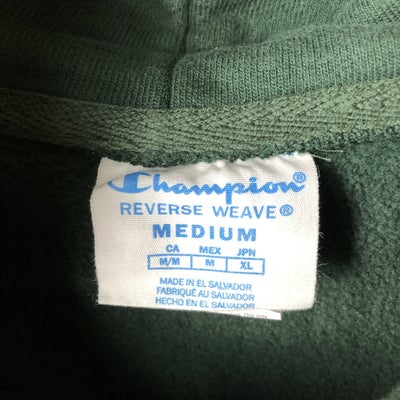 Champion®
REVERSE WEAVE®
MEDIUM
CA MEX JPN
M/M M XL
MADE IN EL SALVADOR
FABRIQUÉ AU SALVADOR
HECHO EN EL SALVADOR